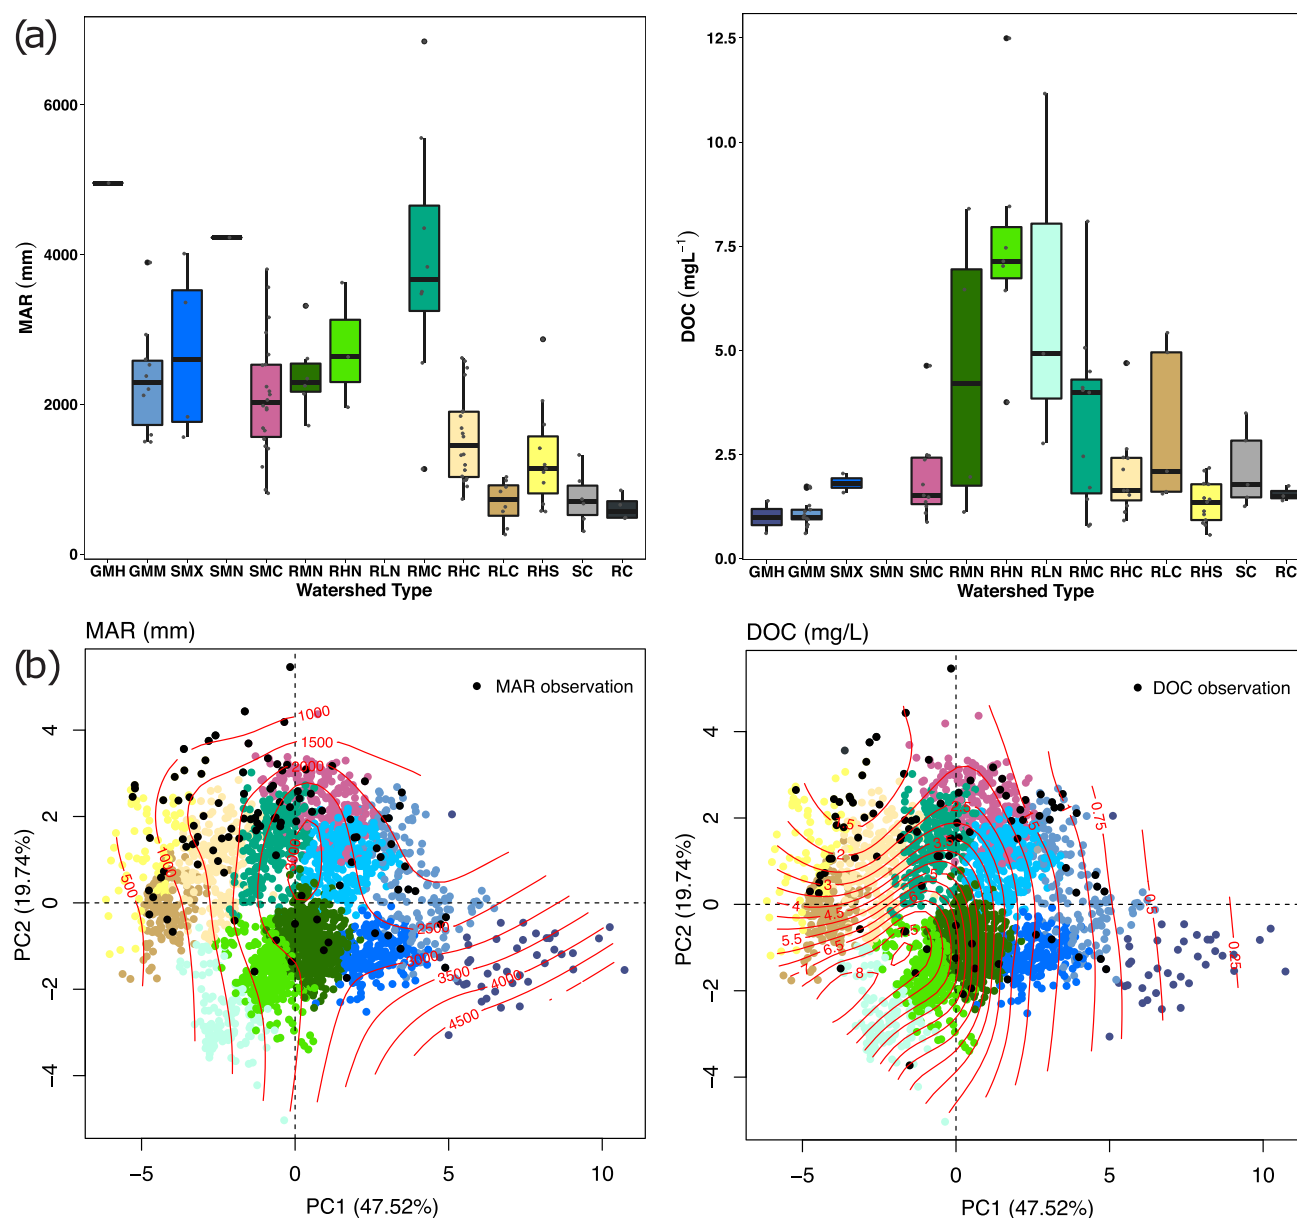 (a)
6000
4000
2000
0
MAR (mm)
GMH GMM SMX SMN SMC RMN RHN RLN RMC RHC RLC RHS SC RC
Watershed Type
12.5
10.0
7.5
5.0
2.5
0.0
DOC (mgL−1)
GMH GMM SMX SMN SMC RMN RHN RLN RMC RHC RLC RHS SC RC
Watershed Type
(b)
MAR (mm)
MAR observation
4
2
0
−2
−4
PC2 (19.74%)
1000
1500
2000
3000
1000
500
2500
3000
3500
4000
4500
−5 0 5 10
PC1 (47.52%)
DOC (mg/L)
DOC observation
4
2
0
−2
−4
PC2 (19.74%)
0.75
2
3
4
4.5
5.5
6.5
8
0.5
0.25
−5 0 5 10
PC1 (47.52%)